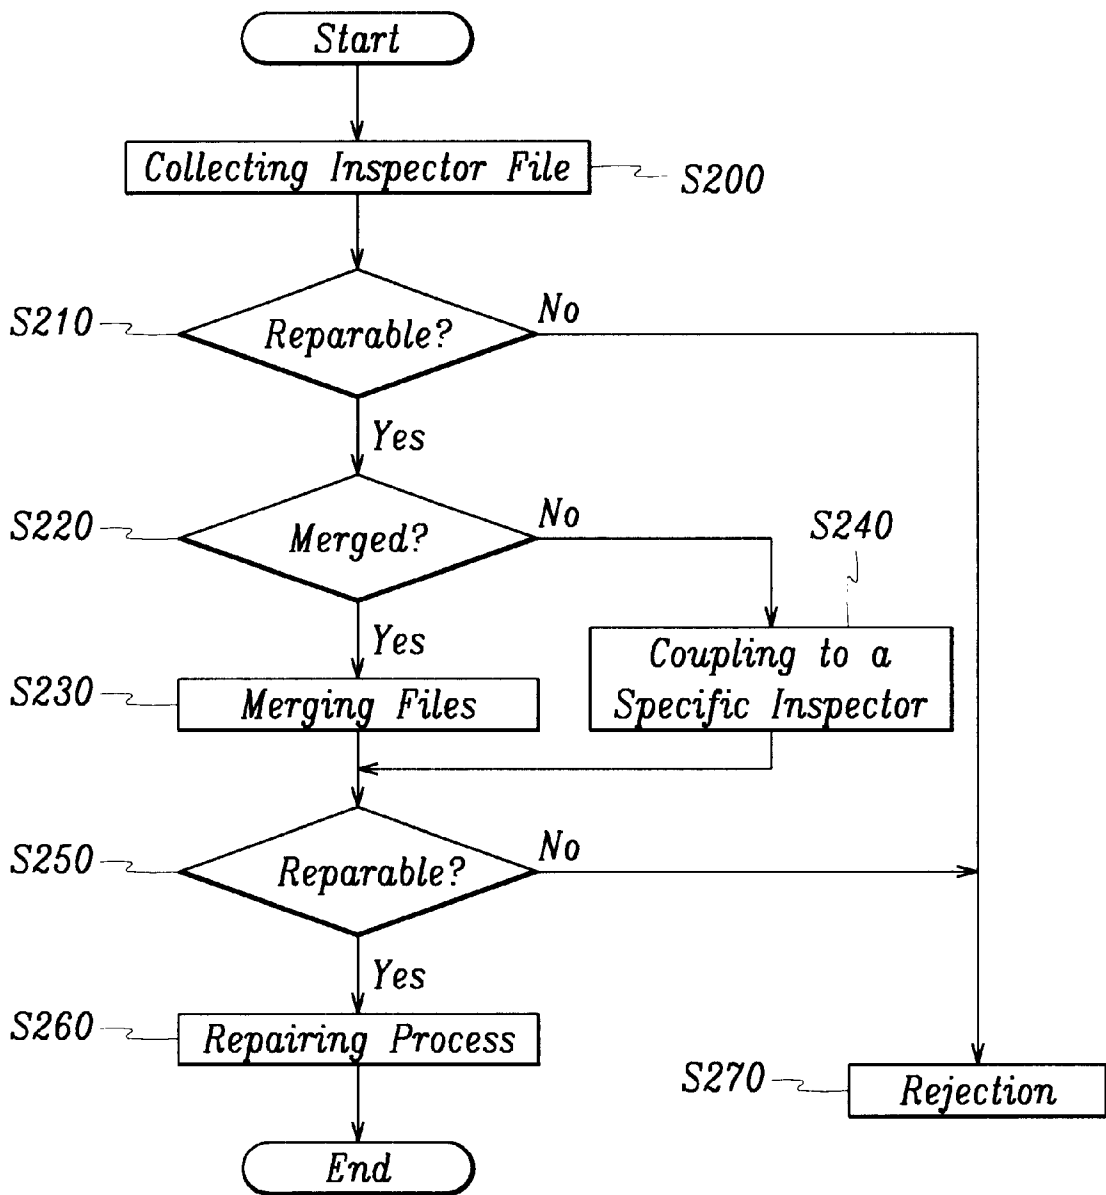 Start
Collecting Inspector File
S200
S210
Reparable?
No
Yes
S220
Merged?
No
S240
Yes
Coupling to a
Specific Inspector
S230
Merging Files
S250
Reparable?
No
Yes
S260
Repairing Process
S270
Rejection
End